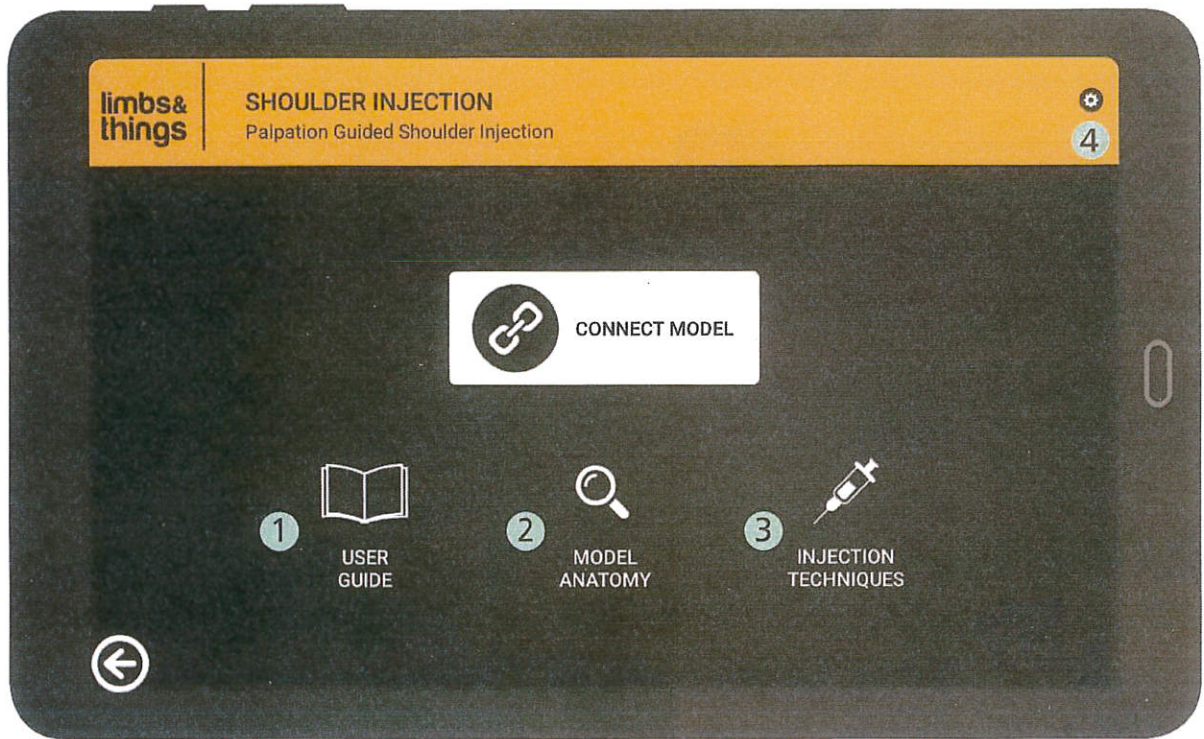 limbs&
things
SHOULDER INJECTION
Palpation Guided Shoulder Injection
4
CONNECT MODEL
1
USER
GUIDE
2
MODEL
ANATOMY
3
INJECTION
TECHNIQUES